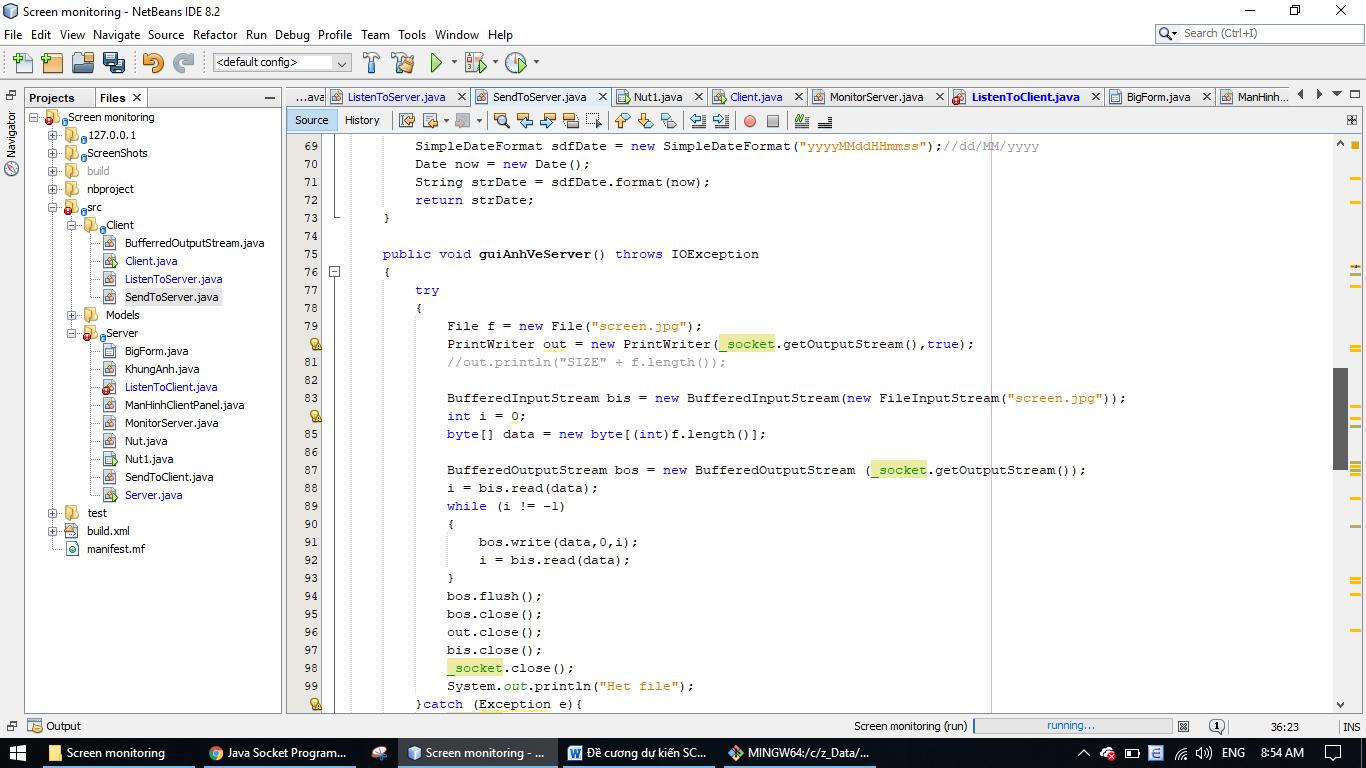 Screen monitoring - NetBeans IDE 8.2
File Edit View Navigate Source Refactor Run Debug Profile Team Tools Window Help
Search (Ctrl+I)
<default config>
Projects Files
...ava ListenToServer.java SendToServer.java Nut1.java Client.java MonitorServer.java ListenToClient.java BigForm.java ManHinh...
Navigator
Source History
Screen monitoring
127.0.0.1
ScreenShots
build
nbproject
src
Client
BufferredOutputStream.java
Client.java
ListenToServer.java
SendToServer.java
Models
Server
BigForm.java
KhungAnh.java
ListenToClient.java
ManHinhClientPanel.java
MonitorServer.java
Nut.java
Nut1.java
SendToClient.java
Server.java
test
build.xml
manifest.mf
69 SimpleDateFormat sdfDate = new SimpleDateFormat("yyyyMMddHHmmss");//dd/MM/yyyy
70 Date now = new Date();
71 String strDate = sdfDate.format(now);
72 return strDate;
73 }
74
75 public void guiAnhVeServer() throws IOException
76 {
77 try
78 {
79 File f = new File("screen.jpg");
PrintWriter out = new PrintWriter(_socket.getOutputStream(),true);
81 //out.println("SIZE" + f.length());
82
83 BufferedInputStream bis = new BufferedInputStream(new FileInputStream("screen.jpg"));
int i = 0;
85 byte[] data = new byte[(int)f.length()];
86
87 BufferedOutputStream bos = new BufferedOutputStream (_socket.getOutputStream());
88 i = bis.read(data);
89 while (i != -1)
90 {
91 bos.write(data,0,i);
92 i = bis.read(data);
93 }
94 bos.flush();
95 bos.close();
96 out.close();
97 bis.close();
98 _socket.close();
99 System.out.println("Het file");
}catch (Exception e){
Output
Screen monitoring (run) running... 1 36:23 INS
Screen monitoring Java Socket Program... Screen monitoring - ... Đề cương dự kiến SC... MINGW64:/c/z_Data/... ENG 8:54 AM